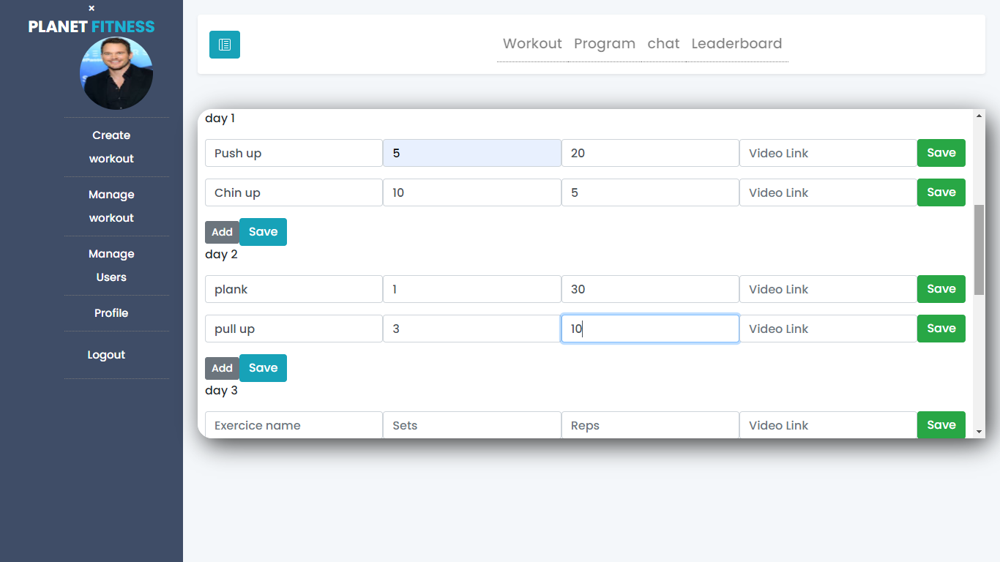 ×
PLANET FITNESS
Create
workout
Manage
workout
Manage
Users
Profile
Logout
Workout Program chat Leaderboard
day 1
Push up 5 20 Video Link Save
Chin up 10 5 Video Link Save
Add Save
day 2
plank 1 30 Video Link Save
pull up 3 10 Video Link Save
Add Save
day 3
Exercice name Sets Reps Video Link Save